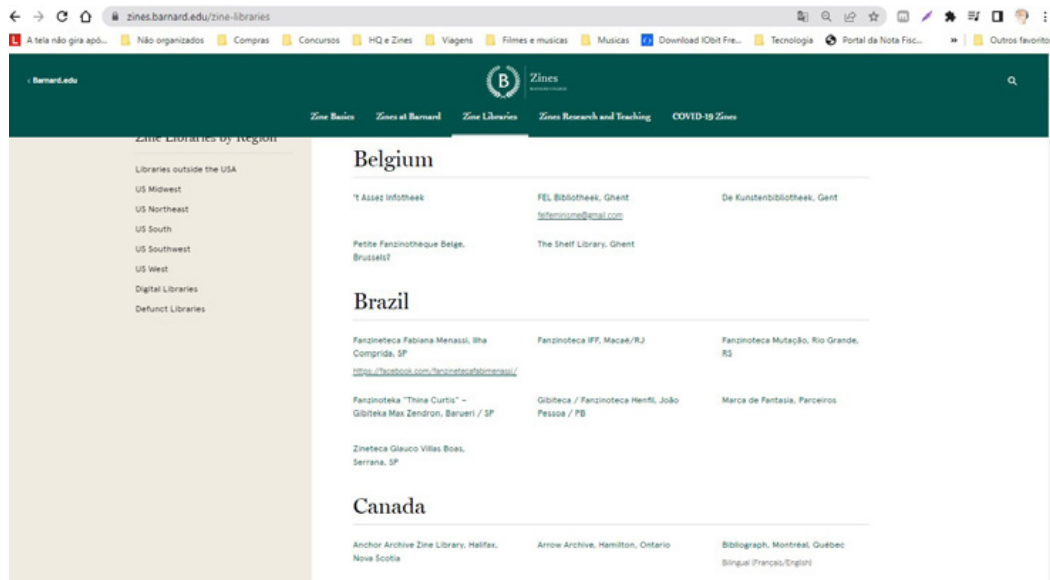 zines.barnard.edu/zine-libraries
A tela não gira apó...
Não organizados
Compras
Concursos
HQ e Zines
Viagens
Filmes e musicas
Musicas
Download IObit Fre...
Tecnologia
Portal da Nota Fisc...
»
Outros favorito
‹ Barnard.edu
B
Zines
BARNARD COLLEGE
Zine Basics
Zines at Barnard
Zine Libraries
Zines Research and Teaching
COVID-19 Zines
Zine Libraries by Region
Libraries outside the USA
US Midwest
US Northeast
US South
US Southwest
US West
Digital Libraries
Defunct Libraries
Belgium
't Assez Infotheek
FEL Bibliotheek, Ghent
felfeminisme@gmail.com
De Kunstenbibliotheek, Gent
Petite Fanzinothèque Belge,
Brussels?
The Shelf Library, Ghent
Brazil
Fanzineteca Fabiana Menassi, Ilha
Comprida, SP
https://facebook.com/fanzinetecafabimenassi/
Fanzinoteca IFF, Macaé/RJ
Fanzinoteca Mutação, Rio Grande,
RS
Fanzinoteka "Thina Curtis" –
Gibiteka Max Zendron, Barueri / SP
Gibiteca / Fanzinoteca Henfil, João
Pessoa / PB
Marca de Fantasia, Parceiros
Zineteca Glauco Villas Boas,
Serrana, SP
Canada
Anchor Archive Zine Library, Halifax,
Nova Scotia
Arrow Archive, Hamilton, Ontario
Bibliograph, Montréal, Québec
Bilingual (Français/English)